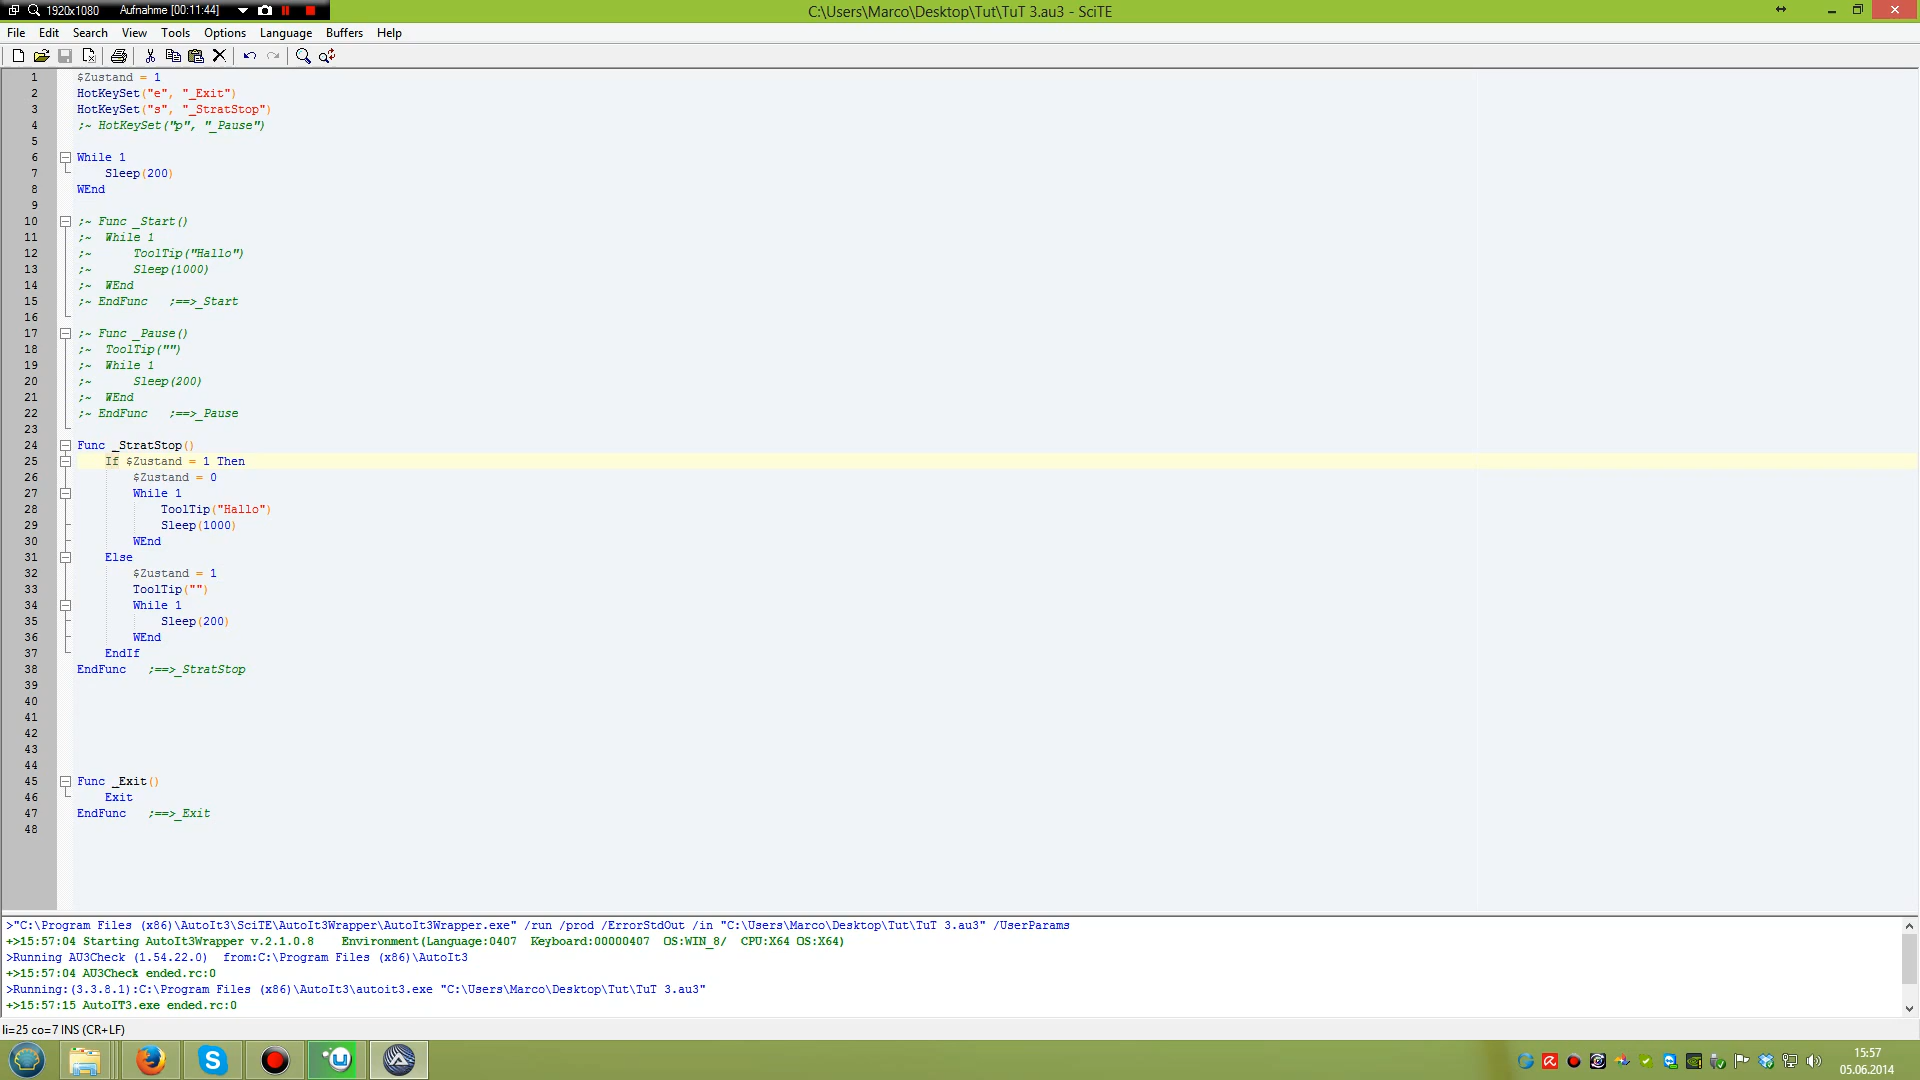 1920x1080 Aufnahme [00:11:44] C:\Users\Marco\Desktop\Tut\TuT 3.au3 - SciTE
File Edit Search View Tools Options Language Buffers Help
1 $Zustand = 1
2 HotKeySet("e", "_Exit")
3 HotKeySet("s", "_StratStop")
4 ;~ HotKeySet("p", "_Pause")
5
6 While 1
7 Sleep(200)
8 WEnd
9
10 ;~ Func _Start()
11 ;~ While 1
12 ;~ ToolTip("Hallo")
13 ;~ Sleep(1000)
14 ;~ WEnd
15 ;~ EndFunc ;==>_Start
16
17 ;~ Func _Pause()
18 ;~ ToolTip("")
19 ;~ While 1
20 ;~ Sleep(200)
21 ;~ WEnd
22 ;~ EndFunc ;==>_Pause
23
24 Func _StratStop()
25 If $Zustand = 1 Then
26 $Zustand = 0
27 While 1
28 ToolTip("Hallo")
29 Sleep(1000)
30 WEnd
31 Else
32 $Zustand = 1
33 ToolTip("")
34 While 1
35 Sleep(200)
36 WEnd
37 EndIf
38 EndFunc ;==>_StratStop
39
40
41
42
43
44
45 Func _Exit()
46 Exit
47 EndFunc ;==>_Exit
48
>"C:\Program Files (x86)\AutoIt3\SciTE\AutoIt3Wrapper\AutoIt3Wrapper.exe" /run /prod /ErrorStdOut /in "C:\Users\Marco\Desktop\Tut\TuT 3.au3" /UserParams
+>15:57:04 Starting AutoIt3Wrapper v.2.1.0.8 Environment(Language:0407 Keyboard:00000407 OS:WIN_8/ CPU:X64 OS:X64)
>Running AU3Check (1.54.22.0) from:C:\Program Files (x86)\AutoIt3
+>15:57:04 AU3Check ended.rc:0
>Running:(3.3.8.1):C:\Program Files (x86)\AutoIt3\autoit3.exe "C:\Users\Marco\Desktop\Tut\TuT 3.au3"
+>15:57:15 AutoIT3.exe ended.rc:0
li=25 co=7 INS (CR+LF)
15:57
05.06.2014